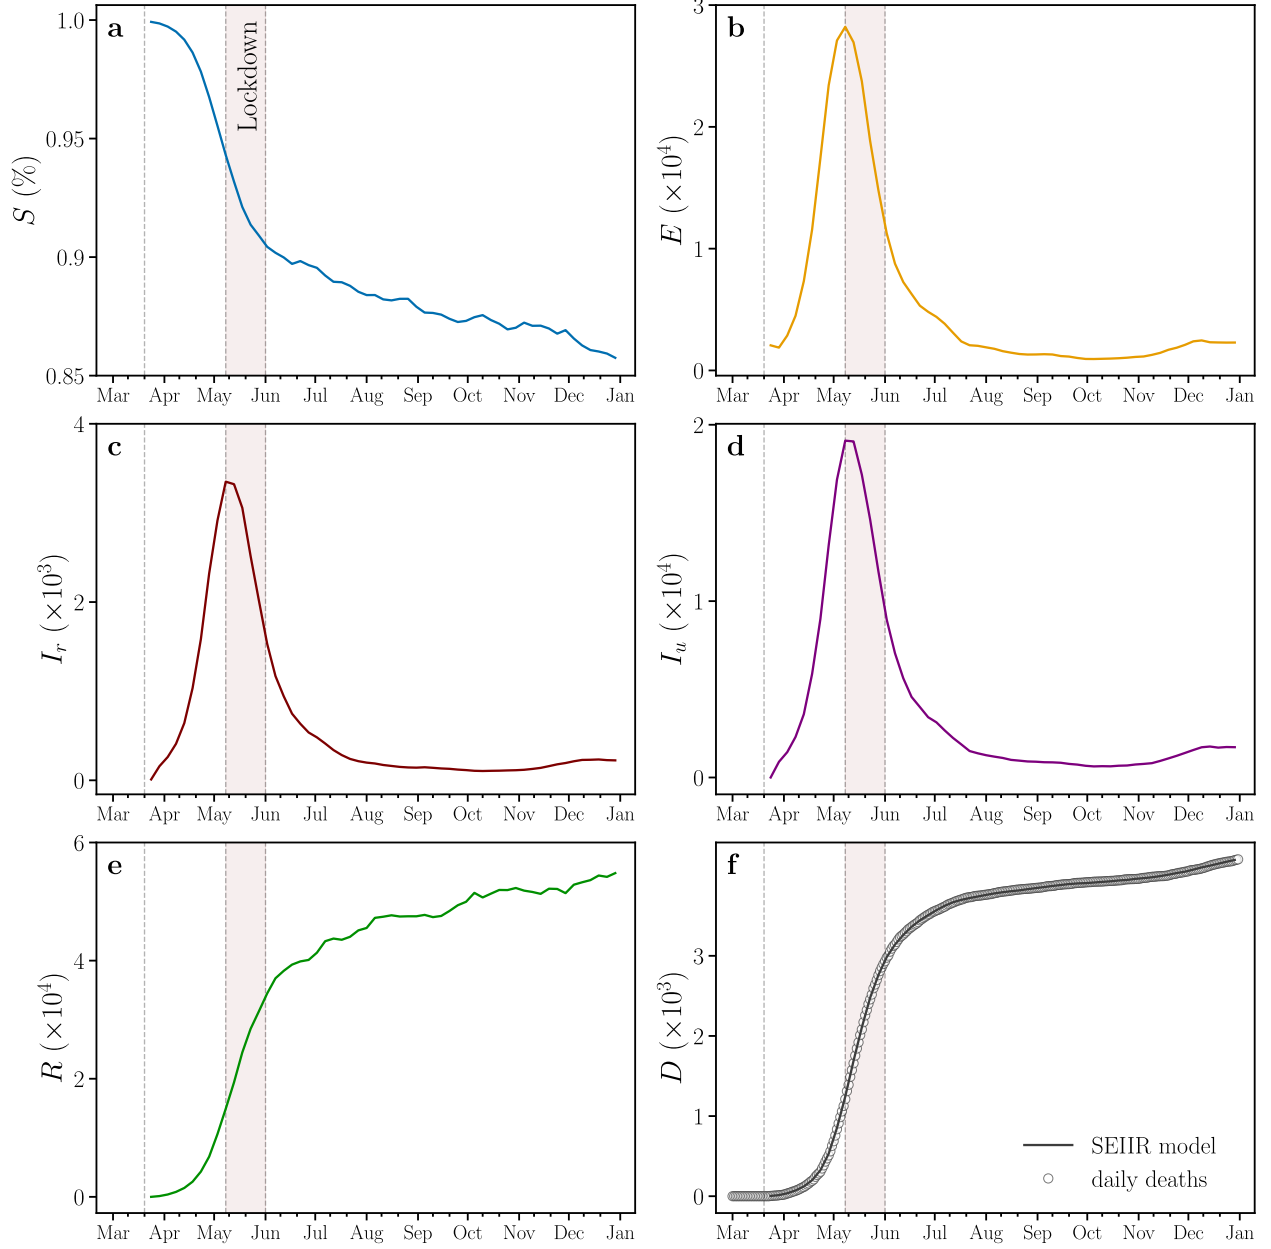 a
Lockdown
S (%)
1.0
0.95
0.9
0.85
Mar Apr May Jun Jul Aug Sep Oct Nov Dec Jan
b
E (×10⁴)
3
2
1
0
Mar Apr May Jun Jul Aug Sep Oct Nov Dec Jan
c
I_r (×10³)
4
2
0
Mar Apr May Jun Jul Aug Sep Oct Nov Dec Jan
d
I_u (×10⁴)
2
1
0
Mar Apr May Jun Jul Aug Sep Oct Nov Dec Jan
e
R (×10⁴)
6
4
2
0
Mar Apr May Jun Jul Aug Sep Oct Nov Dec Jan
f
D (×10³)
3
2
1
0
SEIIR model
daily deaths
Mar Apr May Jun Jul Aug Sep Oct Nov Dec Jan